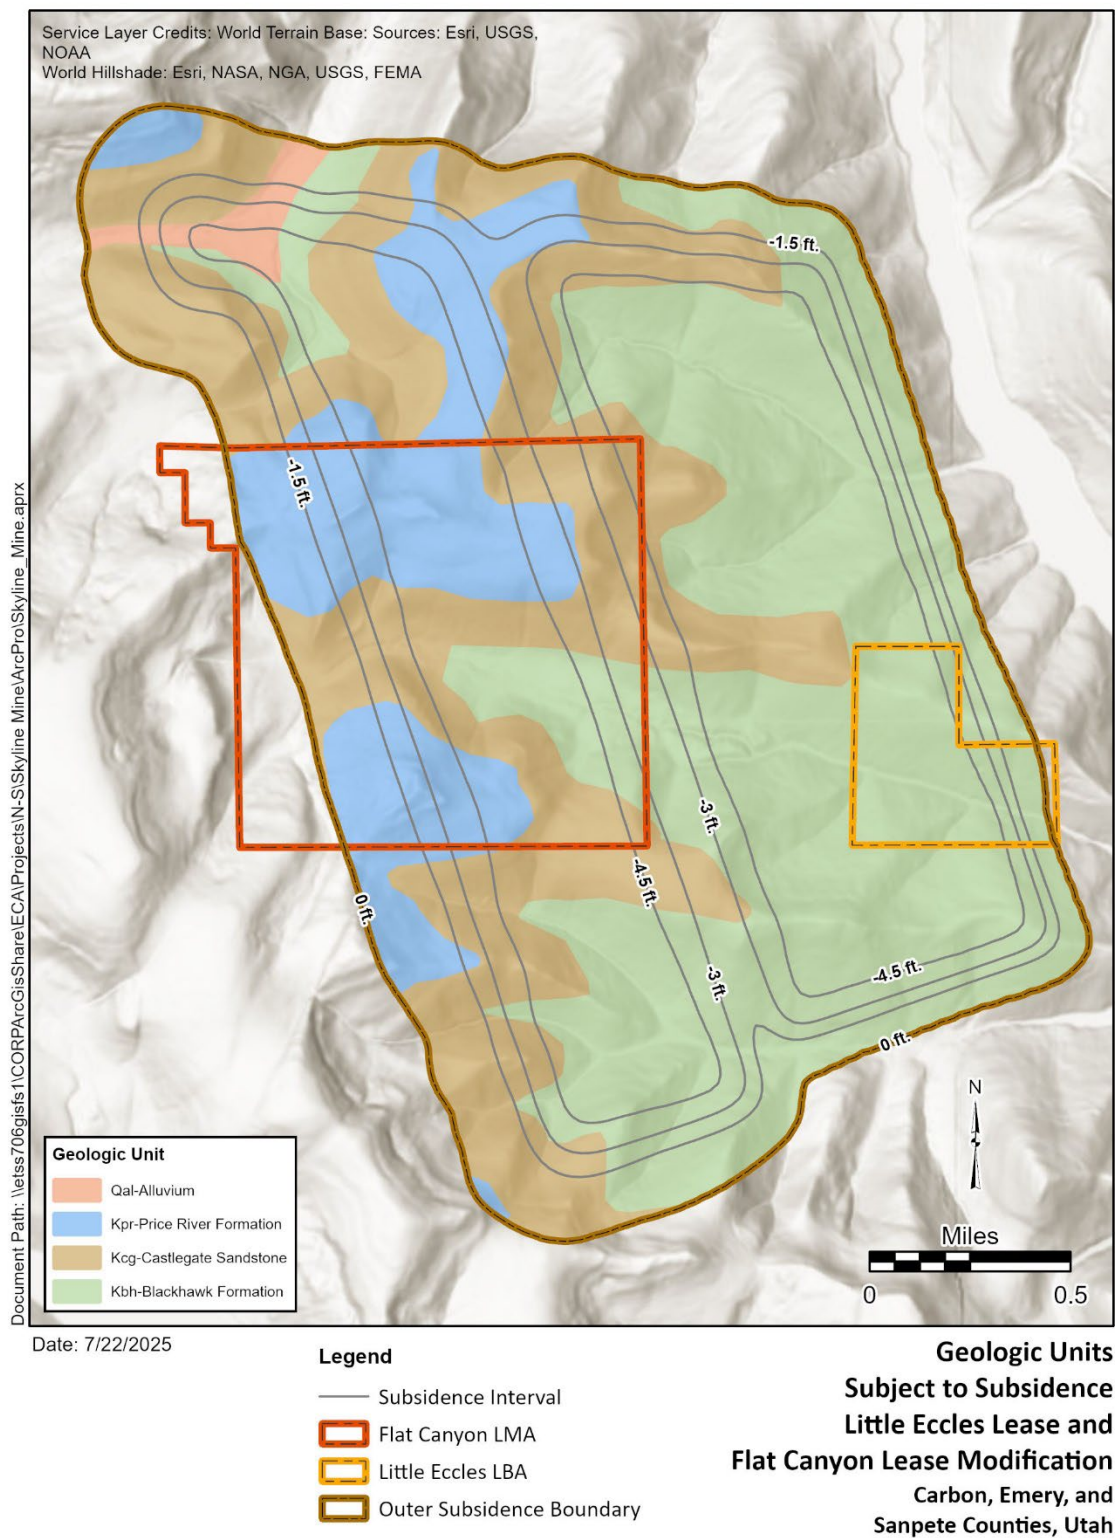 Service Layer Credits: World Terrain Base: Sources: Esri, USGS,
NOAA
World Hillshade: Esri, NASA, NGA, USGS, FEMA
-1.5 ft.
-1.5 ft.
-3 ft.
-4.5 ft.
0 ft.
-3 ft.
-4.5 ft.
0 ft.
N
Miles
0
0.5
Geologic Unit
Qal-Alluvium
Kpr-Price River Formation
Kcg-Castlegate Sandstone
Kbh-Blackhawk Formation
Document Path: \\etss706gisfs1\CORPArcGisShare\ECA\Projects\N-S\Skyline Mine\ArcPro\Skyline_Mine.aprx
Date: 7/22/2025
Legend
Subsidence Interval
Flat Canyon LMA
Little Eccles LBA
Outer Subsidence Boundary
Geologic Units
Subject to Subsidence
Little Eccles Lease and
Flat Canyon Lease Modification
Carbon, Emery, and
Sanpete Counties, Utah